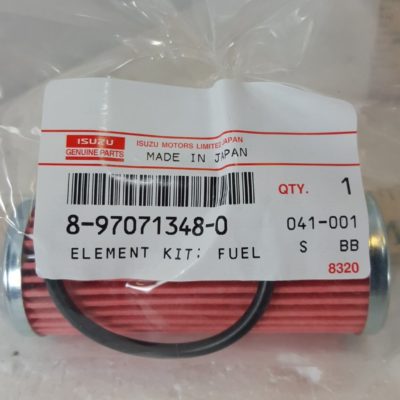 ISUZU
GENUINE PARTS
ISUZU MOTORS LIMITED JAPAN
MADE IN JAPAN
QTY. 1
8-97071348-0
041-001
ELEMENT KIT; FUEL
S BB
8320